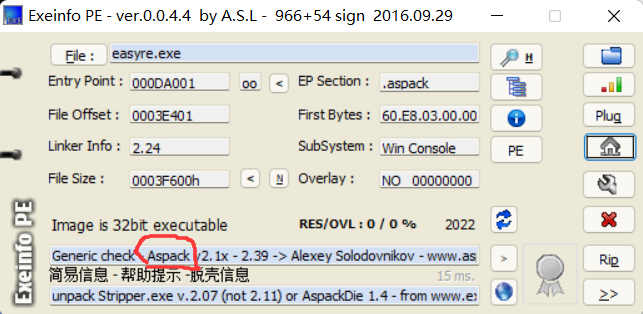 Exeinfo PE - ver.0.0.4.4 by A.S.L - 966+54 sign 2016.09.29
File : easyre.exe H
Entry Point : 000DA001 oo < EP Section : .aspack
File Offset : 0003E401 First Bytes : 60.E8.03.00.00 Plug
Linker Info : 2.24 SubSystem : Win Console PE
File Size : 0003F600h < N Overlay : NO 00000000
Image is 32bit executable RES/OVL : 0 / 0 % 2022
Generic check : Aspack v2.1x - 2.39 -> Alexey Solodovnikov - www.as > Rip
简易信息 - 帮助提示 -脱壳信息 15 ms.
unpack Stripper.exe v.2.07 (not 2.11) or AspackDie 1.4 - from www.e >>
Exeinfo PE